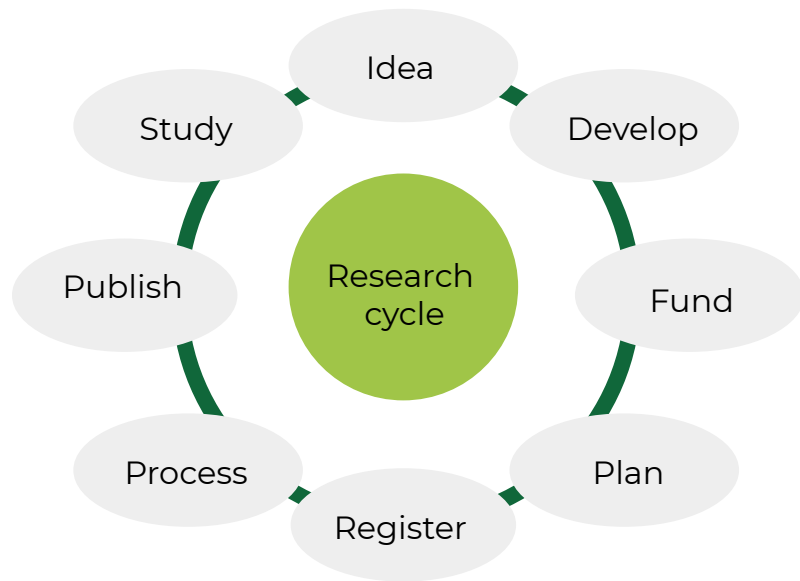 Idea
Study
Develop
Research
cycle
Publish
Fund
Process
Plan
Register